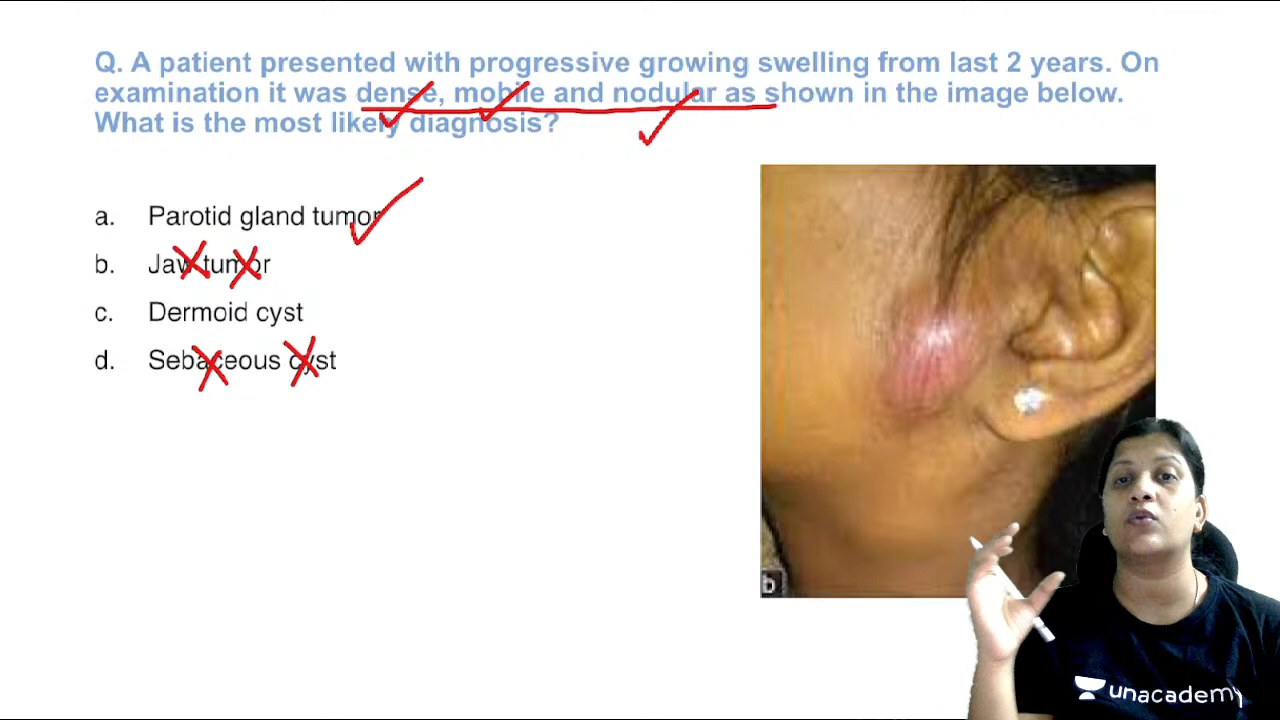 Q. A patient presented with progressive growing swelling from last 2 years. On
examination it was dense, mobile and nodular as shown in the image below.
What is the most likely diagnosis?
a. Parotid gland tumor
b. Jaw tumor
c. Dermoid cyst
d. Sebaceous cyst
b
unacademy